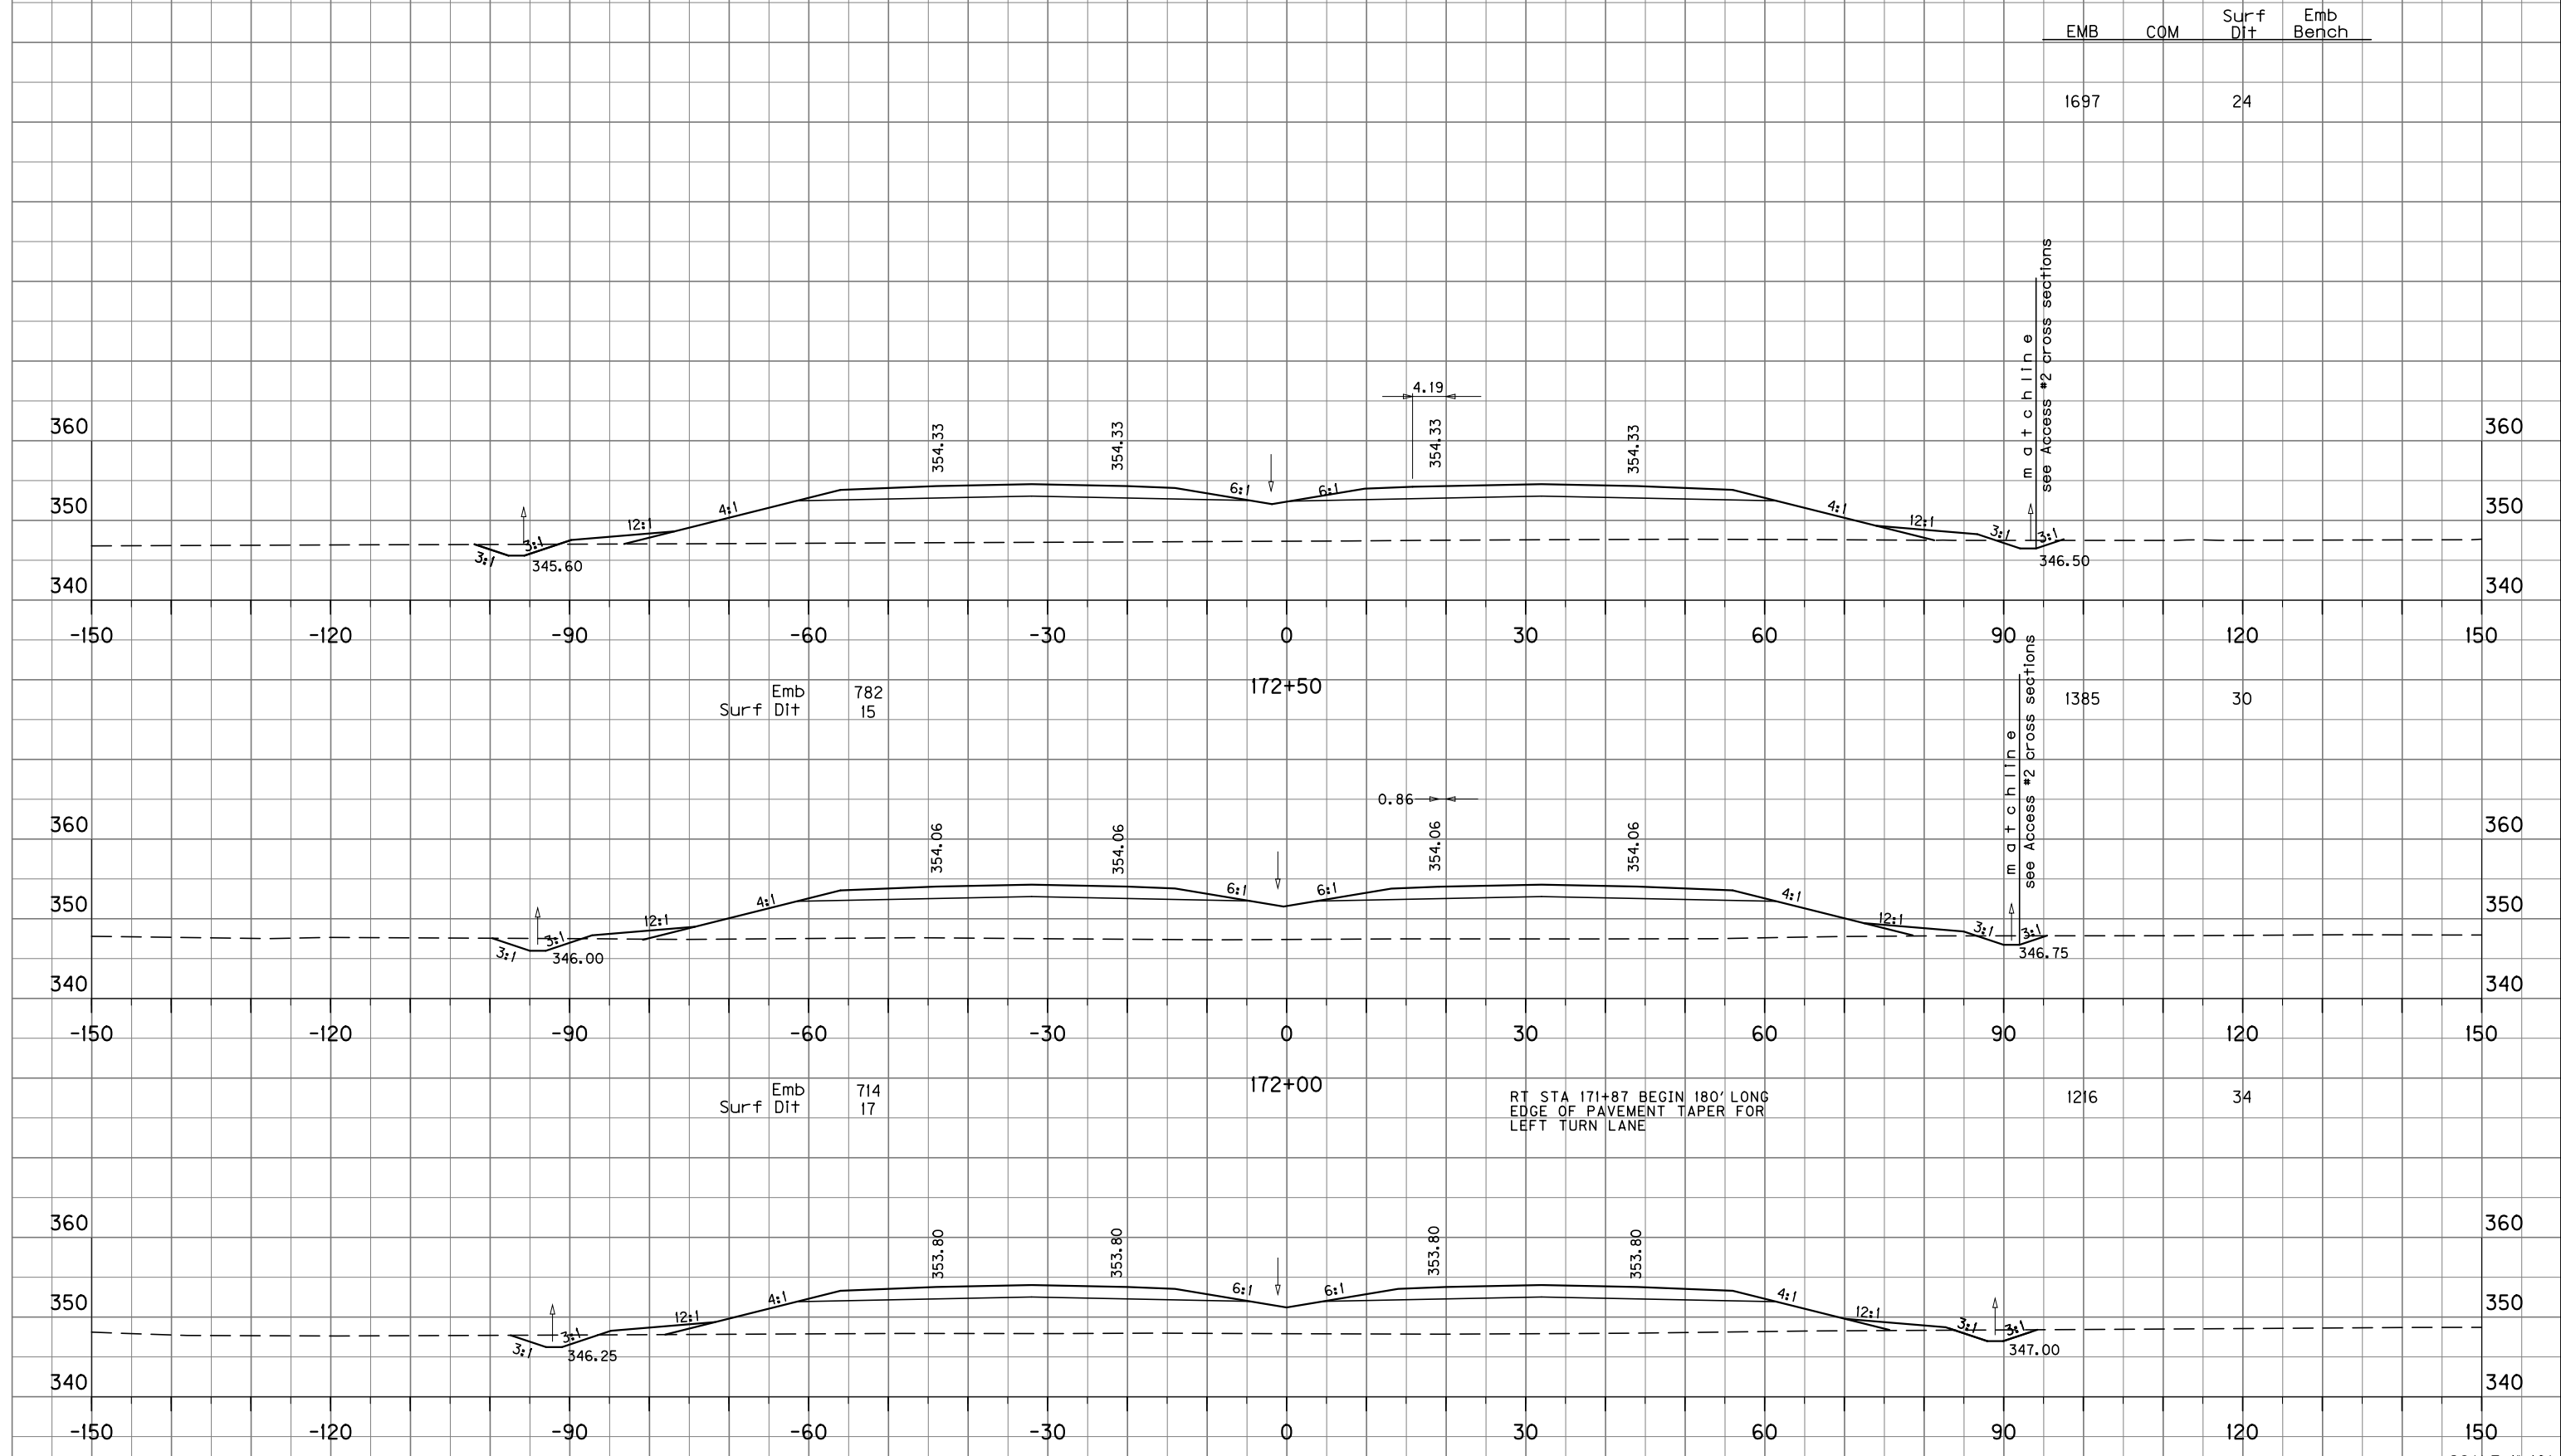 Surf Emb
EMB COM Dit Bench
1697 24
matchline
see Access #2 cross sections
4.19
354.33 354.33 354.33 354.33
360 360
6:1 6:1
350 4:1 4:1 350
12:1 12:1
3:1 3:1 3:1 3:1
345.60 346.50
340 340
-150 -120 -90 -60 -30 0 30 60 90 120 150
Emb 782 172+50 1385 30
Surf Dit 15
matchline
see Access #2 cross sections
0.86
354.06 354.06 354.06 354.06
360 360
6:1 6:1
350 4:1 4:1 350
12:1 12:1
3:1 3:1 3:1 3:1
346.00 346.75
340 340
-150 -120 -90 -60 -30 0 30 60 90 120 150
Emb 714 172+00 1216 34
Surf Dit 17
RT STA 171+87 BEGIN 180' LONG
EDGE OF PAVEMENT TAPER FOR
LEFT TURN LANE
353.80 353.80 353.80 353.80
360 360
6:1 6:1
350 4:1 4:1 350
12:1 12:1
3:1 3:1 3:1 3:1
346.25 347.00
340 340
-150 -120 -90 -60 -30 0 30 60 90 120 150